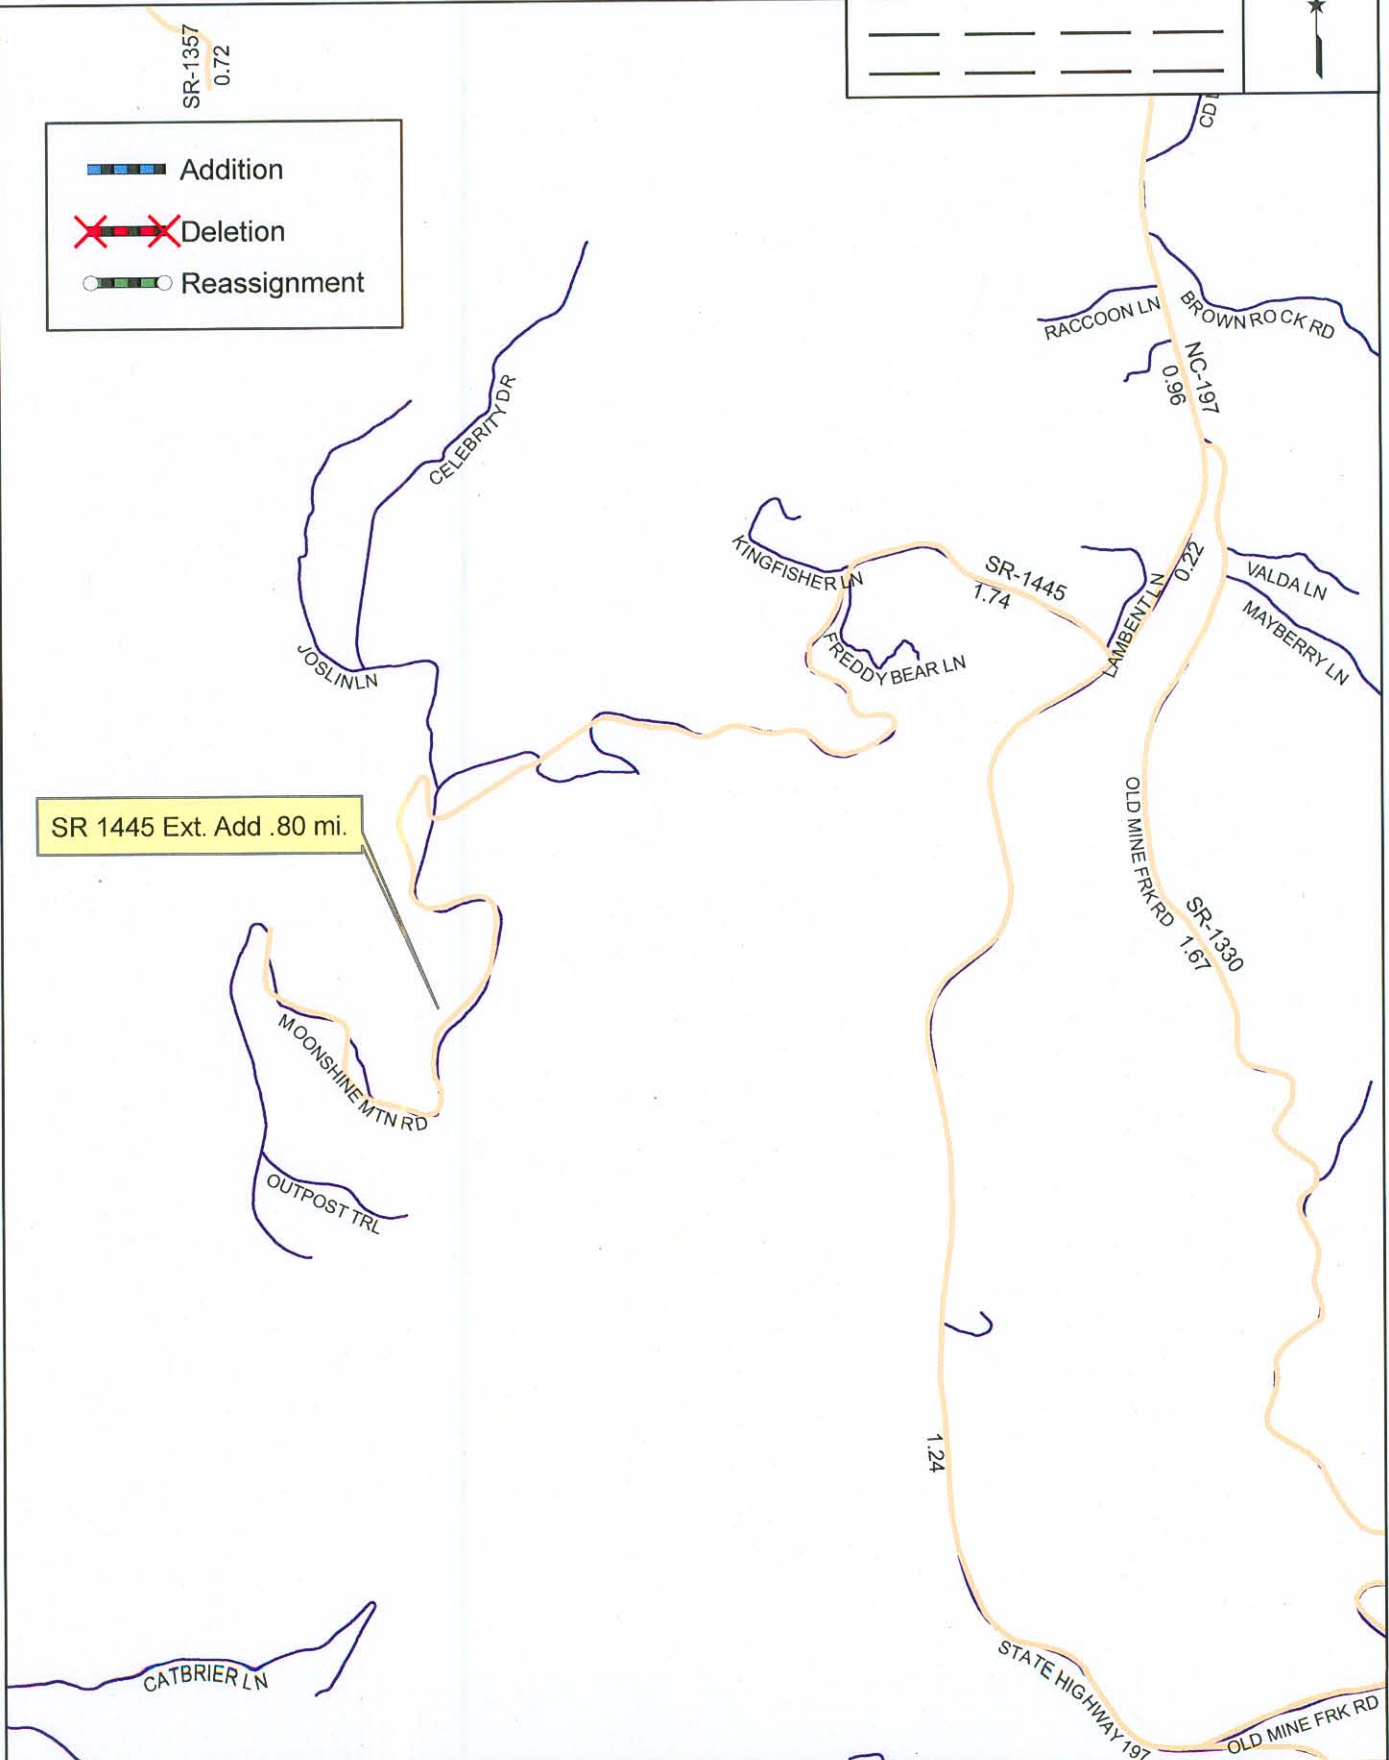 SR-1357
0.72
CD
Addition
Deletion
Reassignment
RACCOON LN
BROWN ROCK RD
NC-197
0.96
CELEBRITY DR
KINGFISHER LN
SR-1445
1.74
0.22
LAMBENT LN
VALDA LN
MAYBERRY LN
FREDDY BEAR LN
JOSLIN LN
SR 1445 Ext. Add .80 mi.
OLD MINE FRK RD
SR-1330
1.67
MOONSHINE MTN RD
OUTPOST TRL
1.24
CATBRIER LN
STATE HIGHWAY 197
OLD MINE FRK RD